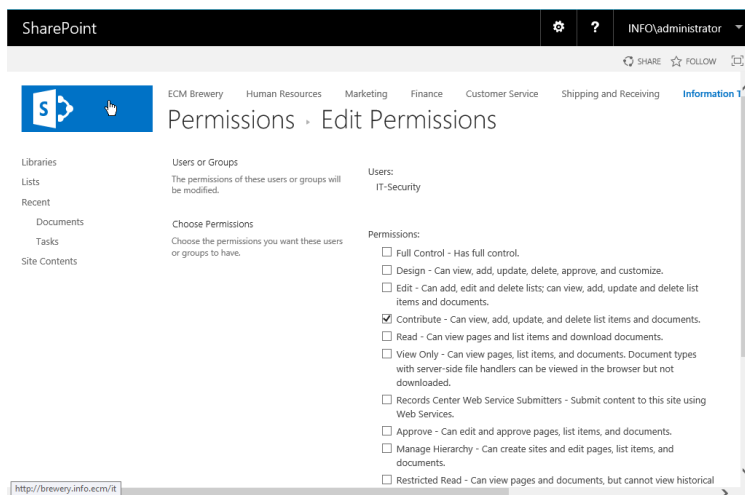 SharePoint
? INFO\administrator
SHARE FOLLOW
S
ECM Brewery Human Resources Marketing Finance Customer Service Shipping and Receiving Information T
Permissions › Edit Permissions
Libraries
Lists
Recent
Documents
Tasks
Site Contents
Users or Groups
The permissions of these users or groups will
be modified.
Users:
IT-Security
Choose Permissions
Choose the permissions you want these users
or groups to have.
Permissions:
Full Control - Has full control.
Design - Can view, add, update, delete, approve, and customize.
Edit - Can add, edit and delete lists; can view, add, update and delete list
items and documents.
Contribute - Can view, add, update, and delete list items and documents.
Read - Can view pages and list items and download documents.
View Only - Can view pages, list items, and documents. Document types
with server-side file handlers can be viewed in the browser but not
downloaded.
Records Center Web Service Submitters - Submit content to this site using
Web Services.
Approve - Can edit and approve pages, list items, and documents.
Manage Hierarchy - Can create sites and edit pages, list items, and
documents.
Restricted Read - Can view pages and documents, but cannot view historical
http://brewery.info.ecm/it